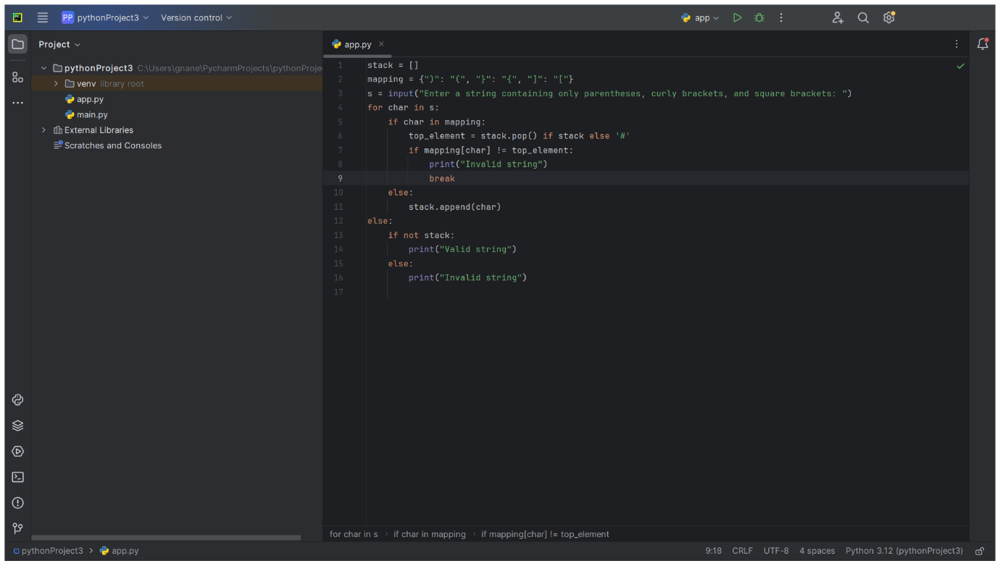 PC
PP pythonProject3 Version control app
Project
app.py
pythonProject3 C:\Users\gnane\PycharmProjects\pythonProje
venv library root
app.py
main.py
External Libraries
Scratches and Consoles
1 stack = []
2 mapping = {")": "(", "}": "{", "]": "["}
3 s = input("Enter a string containing only parentheses, curly brackets, and square brackets: ")
4 for char in s:
5     if char in mapping:
6         top_element = stack.pop() if stack else '#'
7         if mapping[char] != top_element:
8             print("Invalid string")
9             break
10     else:
11         stack.append(char)
12 else:
13     if not stack:
14         print("Valid string")
15     else:
16         print("Invalid string")
17
for char in s › if char in mapping › if mapping[char] != top_element
pythonProject3 › app.py 9:18 CRLF UTF-8 4 spaces Python 3.12 (pythonProject3)